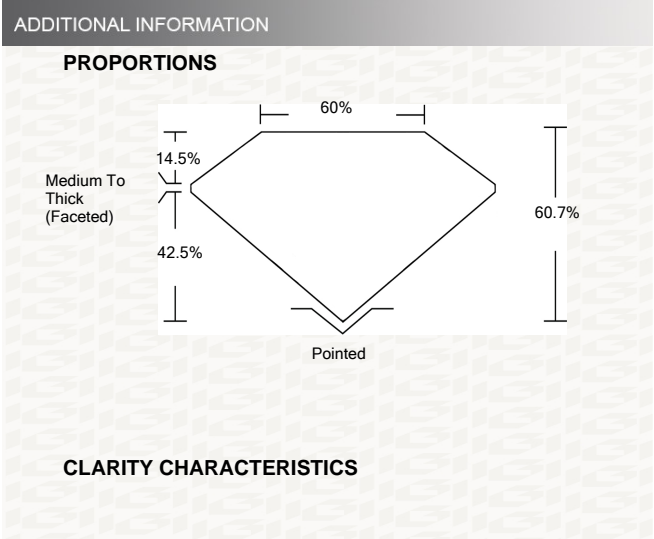 ADDITIONAL INFORMATION
PROPORTIONS
60%
14.5%
Medium To
Thick
(Faceted)
60.7%
42.5%
Pointed
CLARITY CHARACTERISTICS